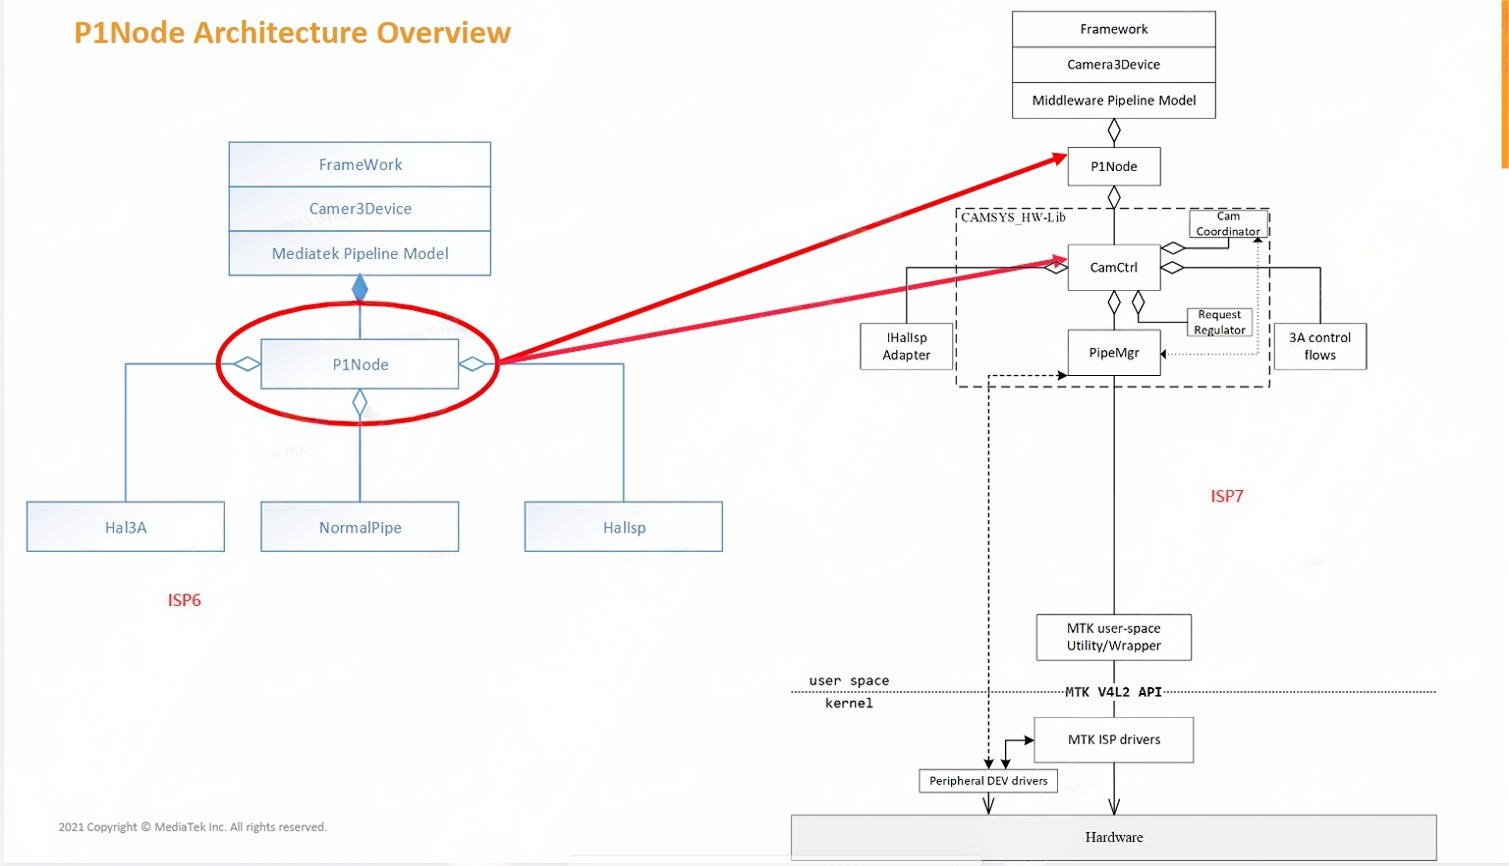 P1Node Architecture Overview
FrameWork
Camer3Device
Mediatek Pipeline Model
P1Node
Hal3A
NormalPipe
HalIsp
ISP6
2021 Copyright © MediaTek Inc. All rights reserved.
Framework
Camera3Device
Middleware Pipeline Model
P1Node
CAMSYS_HW-Lib
Cam
Coordinator
CamCtrl
IHalIsp
Adapter
Request
Regulator
3A control
flows
PipeMgr
ISP7
MTK user-space
Utility/Wrapper
user space
MTK V4L2 API
kernel
MTK ISP drivers
Peripheral DEV drivers
Hardware